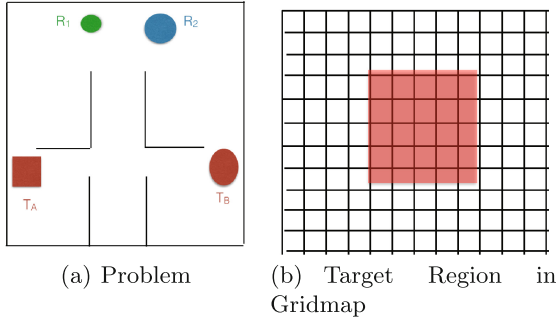 R1
R2
TA
TB
(a) Problem
(b) Target Region in
Gridmap